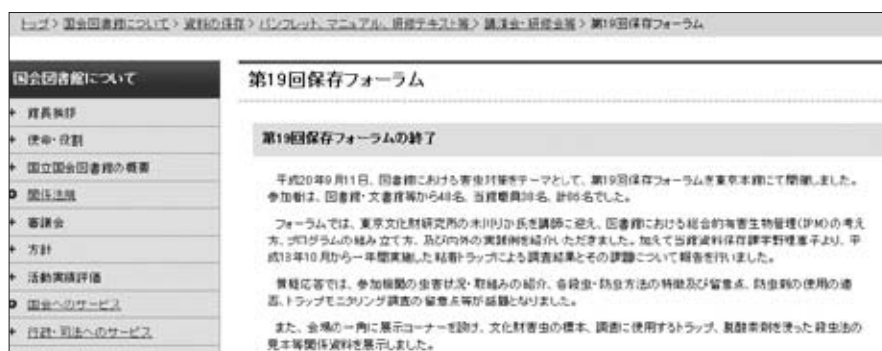 トップ> 国会図書館について> 資料の保存> パンフレット、マニュアル、研修テキスト等> 講演会・研修会等> 第19回保存フォーラム
国会図書館について
館長挨拶
使命・役割
国立国会図書館の概要
関係法規
審議会
方針
活動実績評価
国会へのサービス
行政・司法へのサービス
第19回保存フォーラム
第19回保存フォーラムの終了
平成20年9月11日、図書館における害虫対策をテーマとして、第19回保存フォーラムを東京本館にて開催しました。
参加者は、図書館・文書館等から48名、当館職員38名、計86名でした。
フォーラムでは、東京文化財研究所の木川りか氏を講師に迎え、図書館における総合的有害生物管理(IPM)の考え
方、プログラムの組み立て方、及び内外の実践例を紹介いただきました。加えて当館資料保存課宇野理恵子より、平
成18年10月から一年間実施した粘着トラップによる調査結果とその課題について報告を行いました。
質疑応答では、参加機関の虫害状況・取組みの紹介、各殺虫・防虫方法の特徴及び留意点、防虫剤の使用の適
否、トラップモニタリング調査の留意点等が話題となりました。
また、会場の一角に展示コーナーを設け、文化財害虫の標本、調査に使用するトラップ、脱酸素剤を使った殺虫法の
見本等関係資料を展示しました。